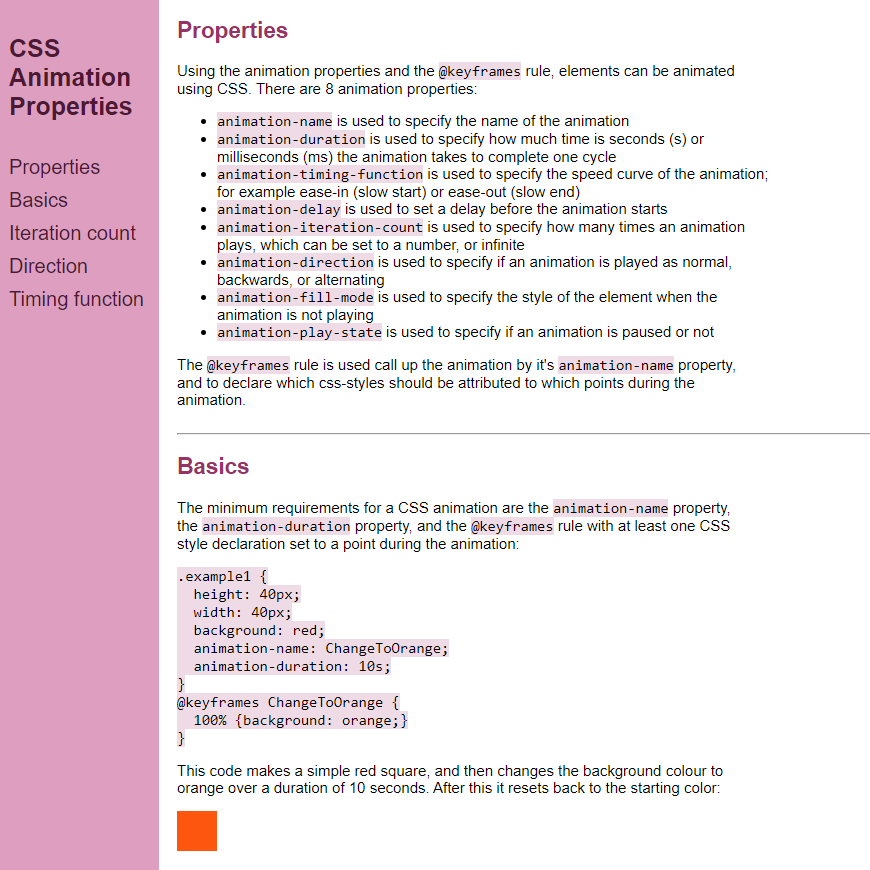 CSS
Animation
Properties
Properties
Basics
Iteration count
Direction
Timing function
Properties
Using the animation properties and the @keyframes rule, elements can be animated
using CSS. There are 8 animation properties:
animation-name is used to specify the name of the animation
animation-duration is used to specify how much time is seconds (s) or
milliseconds (ms) the animation takes to complete one cycle
animation-timing-function is used to specify the speed curve of the animation;
for example ease-in (slow start) or ease-out (slow end)
animation-delay is used to set a delay before the animation starts
animation-iteration-count is used to specify how many times an animation
plays, which can be set to a number, or infinite
animation-direction is used to specify if an animation is played as normal,
backwards, or alternating
animation-fill-mode is used to specify the style of the element when the
animation is not playing
animation-play-state is used to specify if an animation is paused or not
The @keyframes rule is used call up the animation by it's animation-name property,
and to declare which css-styles should be attributed to which points during the
animation.
Basics
The minimum requirements for a CSS animation are the animation-name property,
the animation-duration property, and the @keyframes rule with at least one CSS
style declaration set to a point during the animation:
.example1 {
  height: 40px;
  width: 40px;
  background: red;
  animation-name: ChangeToOrange;
  animation-duration: 10s;
}
@keyframes ChangeToOrange {
  100% {background: orange;}
}
This code makes a simple red square, and then changes the background colour to
orange over a duration of 10 seconds. After this it resets back to the starting color: